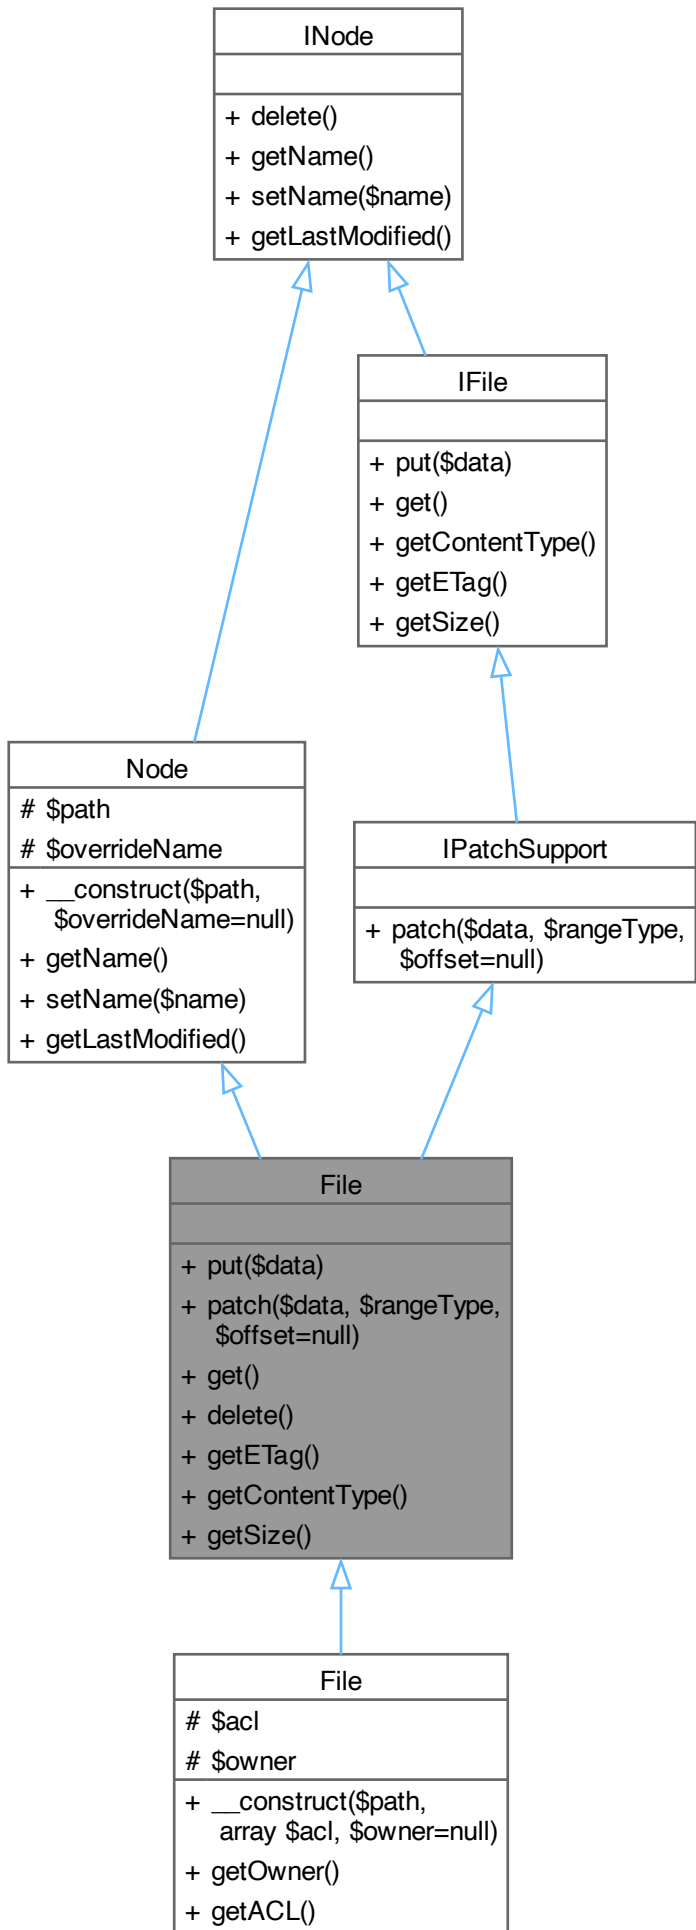 INode
+ delete()
+ getName()
+ setName($name)
+ getLastModified()
IFile
+ put($data)
+ get()
+ getContentType()
+ getETag()
+ getSize()
Node
# $path
# $overrideName
+ __construct($path,
$overrideName=null)
+ getName()
+ setName($name)
+ getLastModified()
IPatchSupport
+ patch($data, $rangeType,
$offset=null)
File
+ put($data)
+ patch($data, $rangeType,
$offset=null)
+ get()
+ delete()
+ getETag()
+ getContentType()
+ getSize()
File
# $acl
# $owner
+ __construct($path,
array $acl, $owner=null)
+ getOwner()
+ getACL()